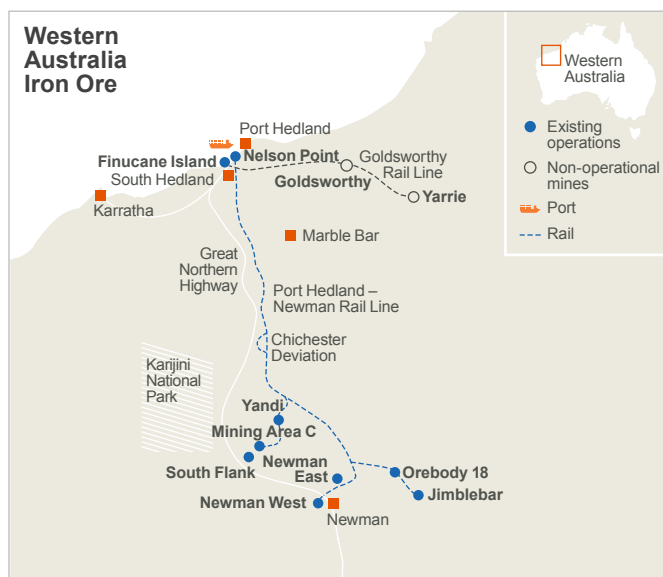 Western
Australia
Iron Ore
Western
Australia
Existing
operations
Non-operational
mines
Port
Rail
Port Hedland
Nelson Point
Finucane Island
South Hedland
Goldsworthy
Rail Line
Goldsworthy
Yarrie
Karratha
Marble Bar
Great
Northern
Highway
Port Hedland –
Newman Rail Line
Chichester
Deviation
Karijini
National
Park
Yandi
Mining Area C
South Flank
Newman
East
Orebody 18
Jimblebar
Newman West
Newman